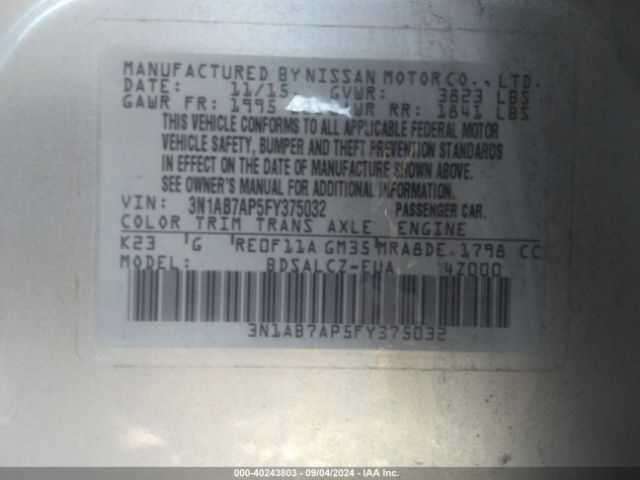 MANUFACTURED BY NISSAN MOTOR CO., LTD.
DATE: 11/15 GVWR: 3823 LBS
GAWR FR: 1995 WR RR: 1841 LBS
THIS VEHICLE CONFORMS TO ALL APPLICABLE FEDERAL MOTOR
VEHICLE SAFETY, BUMPER AND THEFT PREVENTION STANDARDS
IN EFFECT ON THE DATE OF MANUFACTURE SHOWN ABOVE.
SEE OWNER'S MANUAL FOR ADDITIONAL INFORMATION.
VIN: 3N1AB7AP5FY375032 PASSENGER CAR.
COLOR TRIM TRANS AXLE ENGINE
K23 G RE0F11A GM35 MRA8DE 1798 CC
MODEL: BDSALCZ-EUA 4Z000
3N1AB7AP5FY375032
000-40243803 - 09/04/2024 - IAA Inc.